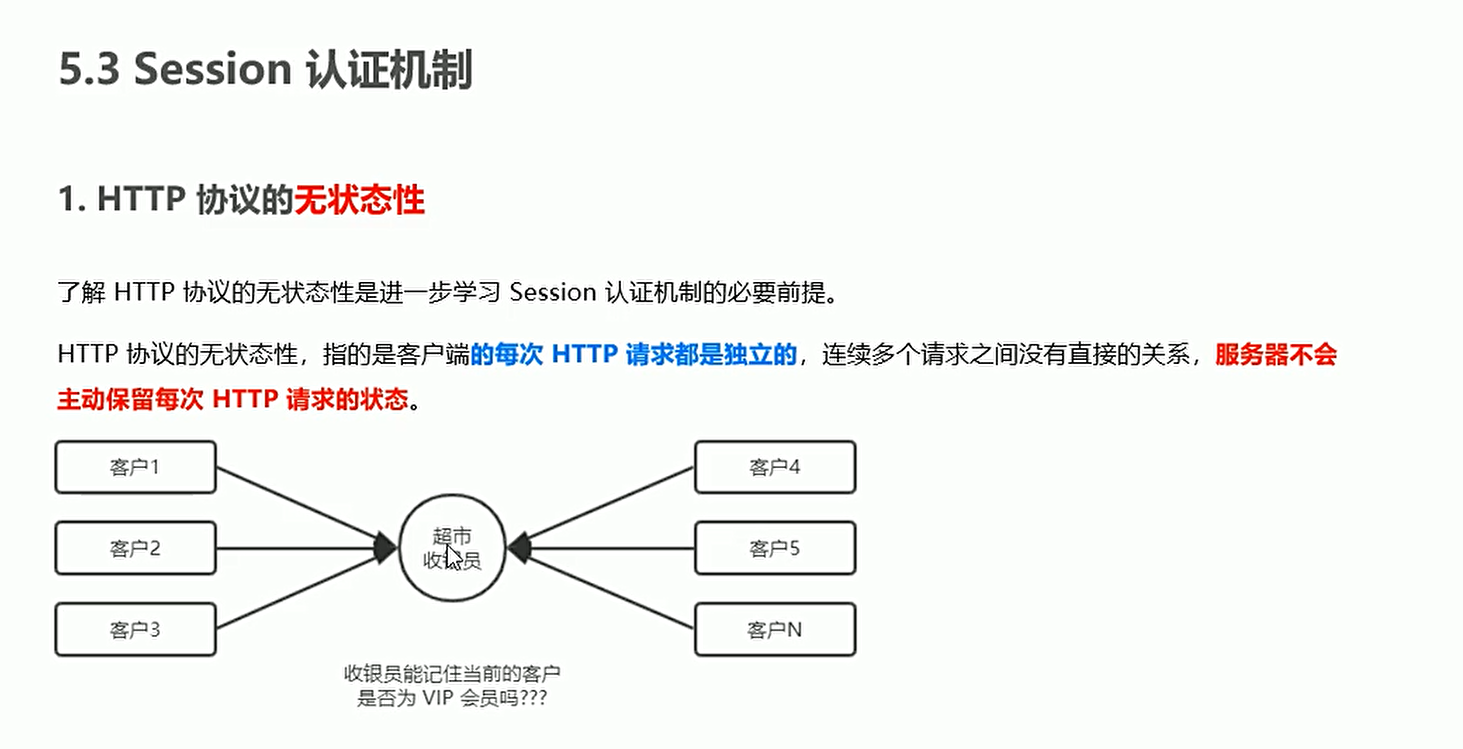 5.3 Session 认证机制
1. HTTP 协议的无状态性
了解 HTTP 协议的无状态性是进一步学习 Session 认证机制的必要前提。
HTTP 协议的无状态性，指的是客户端的每次 HTTP 请求都是独立的，连续多个请求之间没有直接的关系，服务器不会
主动保留每次 HTTP 请求的状态。
客户1
客户2
客户3
超市
收银员
客户4
客户5
客户N
收银员能记住当前的客户
是否为 VIP 会员吗???